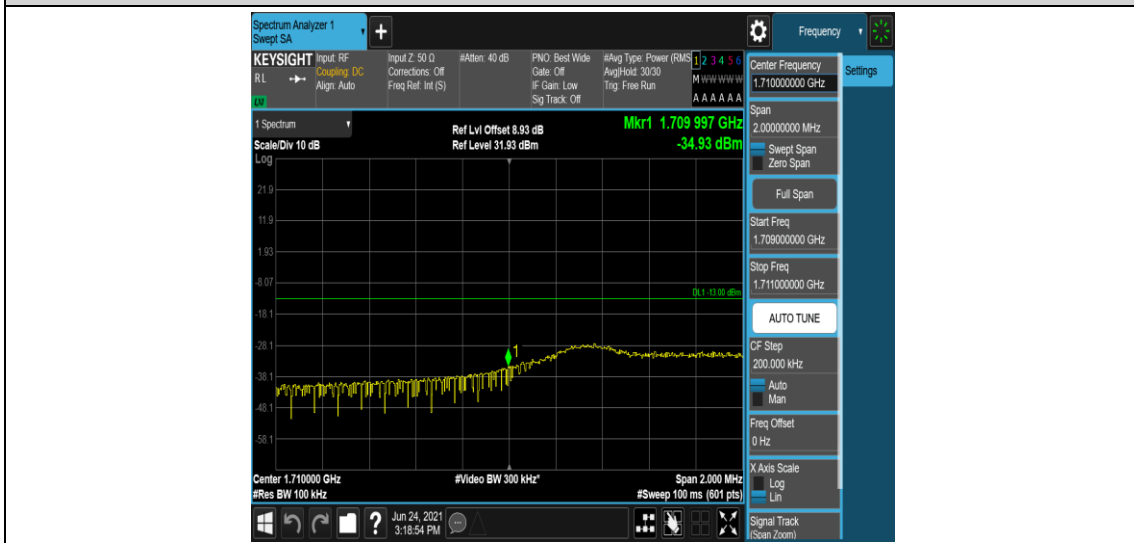 Spectrum Analyzer 1
Swept SA
+
Frequency
KEYSIGHT
RL
LXI
Input: RF
Coupling: DC
Align: Auto
Input Z: 50 Ω
Corrections: Off
Freq Ref: Int (S)
#Atten: 40 dB
PNO: Best Wide
Gate: Off
IF Gain: Low
Sig Track: Off
#Avg Type: Power (RMS
Avg|Hold: 30/30
Trig: Free Run
1 2 3 4 5 6
M W W W W W
A A A A A A
1 Spectrum
Scale/Div 10 dB
Ref Lvl Offset 8.93 dB
Ref Level 31.93 dBm
Mkr1 1.709 997 GHz
-34.93 dBm
Log
21.9
11.9
1.93
-8.07
-18.1
-28.1
-38.1
-48.1
-58.1
DL1 -13.00 dBm
1
Center 1.710000 GHz
#Res BW 100 kHz
#Video BW 300 kHz*
Span 2.000 MHz
#Sweep 100 ms (601 pts)
?
Jun 24, 2021
3:18:54 PM
Center Frequency
1.710000000 GHz
Settings
Span
2.00000000 MHz
Swept Span
Zero Span
Full Span
Start Freq
1.709000000 GHz
Stop Freq
1.711000000 GHz
AUTO TUNE
CF Step
200.000 kHz
Auto
Man
Freq Offset
0 Hz
X Axis Scale
Log
Lin
Signal Track
(Span Zoom)